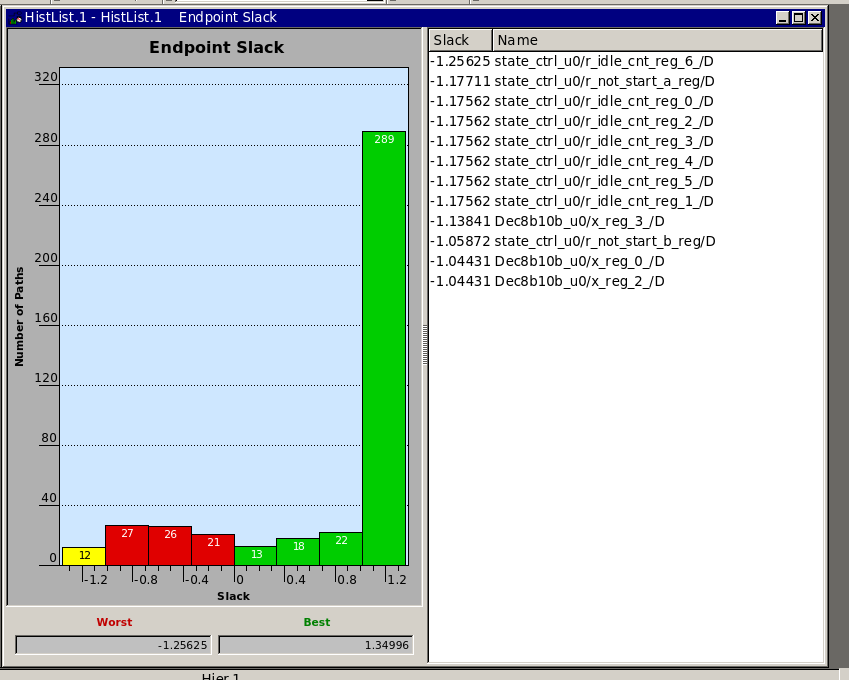 HistList.1 - HistList.1 Endpoint Slack
Endpoint Slack
320
280
240
200
160
120
80
40
0
Number of Paths
12
27
26
21
13
18
22
289
-1.2 -0.8 -0.4 0 0.4 0.8 1.2
Slack
Worst Best
-1.25625 1.34996
Slack Name
-1.25625 state_ctrl_u0/r_idle_cnt_reg_6_/D
-1.17711 state_ctrl_u0/r_not_start_a_reg/D
-1.17562 state_ctrl_u0/r_idle_cnt_reg_0_/D
-1.17562 state_ctrl_u0/r_idle_cnt_reg_2_/D
-1.17562 state_ctrl_u0/r_idle_cnt_reg_3_/D
-1.17562 state_ctrl_u0/r_idle_cnt_reg_4_/D
-1.17562 state_ctrl_u0/r_idle_cnt_reg_5_/D
-1.17562 state_ctrl_u0/r_idle_cnt_reg_1_/D
-1.13841 Dec8b10b_u0/x_reg_3_/D
-1.05872 state_ctrl_u0/r_not_start_b_reg/D
-1.04431 Dec8b10b_u0/x_reg_0_/D
-1.04431 Dec8b10b_u0/x_reg_2_/D
Hier.1